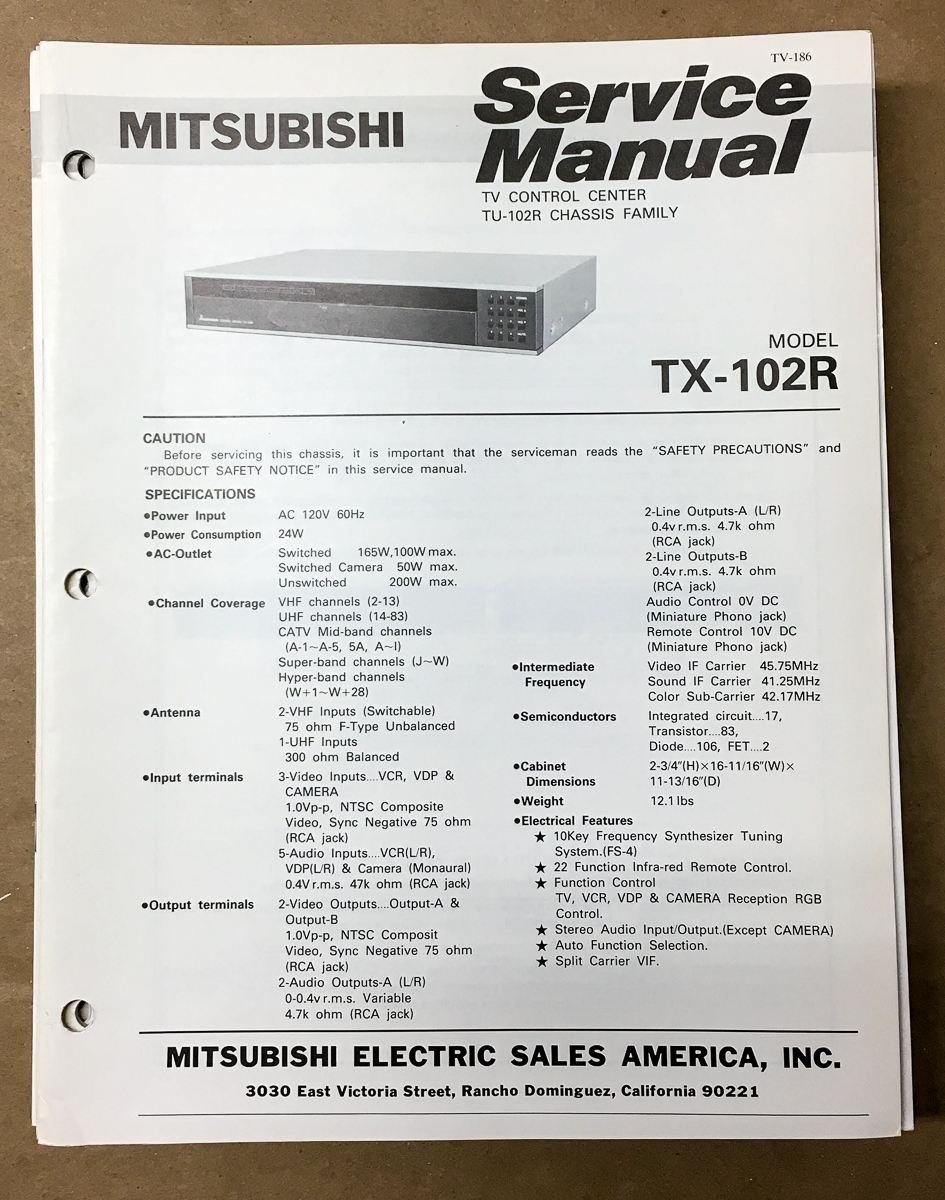 TV-186
MITSUBISHI
Service
Manual
TV CONTROL CENTER
TU-102R CHASSIS FAMILY
MODEL
TX-102R
CAUTION
Before servicing this chassis, it is important that the serviceman reads the “SAFETY PRECAUTIONS” and
“PRODUCT SAFETY NOTICE” in this service manual.
SPECIFICATIONS
●Power Input AC 120V 60Hz
●Power Consumption 24W
●AC-Outlet Switched 165W,100W max.
Switched Camera 50W max.
Unswitched 200W max.
●Channel Coverage VHF channels (2-13)
UHF channels (14-83)
CATV Mid-band channels
(A-1~A-5, 5A, A~I)
Super-band channels (J~W)
Hyper-band channels
(W+1~W+28)
●Antenna 2-VHF Inputs (Switchable)
75 ohm F-Type Unbalanced
1-UHF Inputs
300 ohm Balanced
●Input terminals 3-Video Inputs....VCR, VDP &
CAMERA
1.0Vp-p, NTSC Composite
Video, Sync Negative 75 ohm
(RCA jack)
5-Audio Inputs....VCR(L/R),
VDP(L/R) & Camera (Monaural)
0.4V r.m.s. 47k ohm (RCA jack)
●Output terminals 2-Video Outputs....Output-A &
Output-B
1.0Vp-p, NTSC Composit
Video, Sync Negative 75 ohm
(RCA jack)
2-Audio Outputs-A (L/R)
0-0.4v r.m.s. Variable
4.7k ohm (RCA jack)
2-Line Outputs-A (L/R)
0.4v r.m.s. 4.7k ohm
(RCA jack)
2-Line Outputs-B
0.4v r.m.s. 4.7k ohm
(RCA jack)
Audio Control 0V DC
(Miniature Phono jack)
Remote Control 10V DC
(Miniature Phono jack)
●Intermediate Video IF Carrier 45.75MHz
Frequency Sound IF Carrier 41.25MHz
Color Sub-Carrier 42.17MHz
●Semiconductors Integrated circuit....17,
Transistor....83,
Diode....106, FET....2
●Cabinet 2-3/4″(H)×16-11/16″(W)×
Dimensions 11-13/16″(D)
●Weight 12.1 lbs
●Electrical Features
★ 10Key Frequency Synthesizer Tuning
System.(FS-4)
★ 22 Function Infra-red Remote Control.
★ Function Control
TV, VCR, VDP & CAMERA Reception RGB
Control.
★ Stereo Audio Input/Output.(Except CAMERA)
★ Auto Function Selection.
★ Split Carrier VIF.
MITSUBISHI ELECTRIC SALES AMERICA, INC.
3030 East Victoria Street, Rancho Dominguez, California 90221